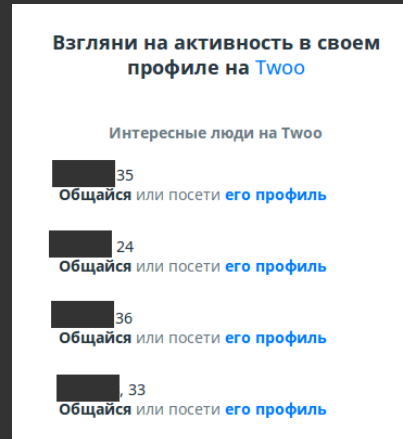 Взгляни на активность в своем
профиле на Twoo
Интересные люди на Twoo
35
Общайся или посети его профиль
24
Общайся или посети его профиль
36
Общайся или посети его профиль
, 33
Общайся или посети его профиль